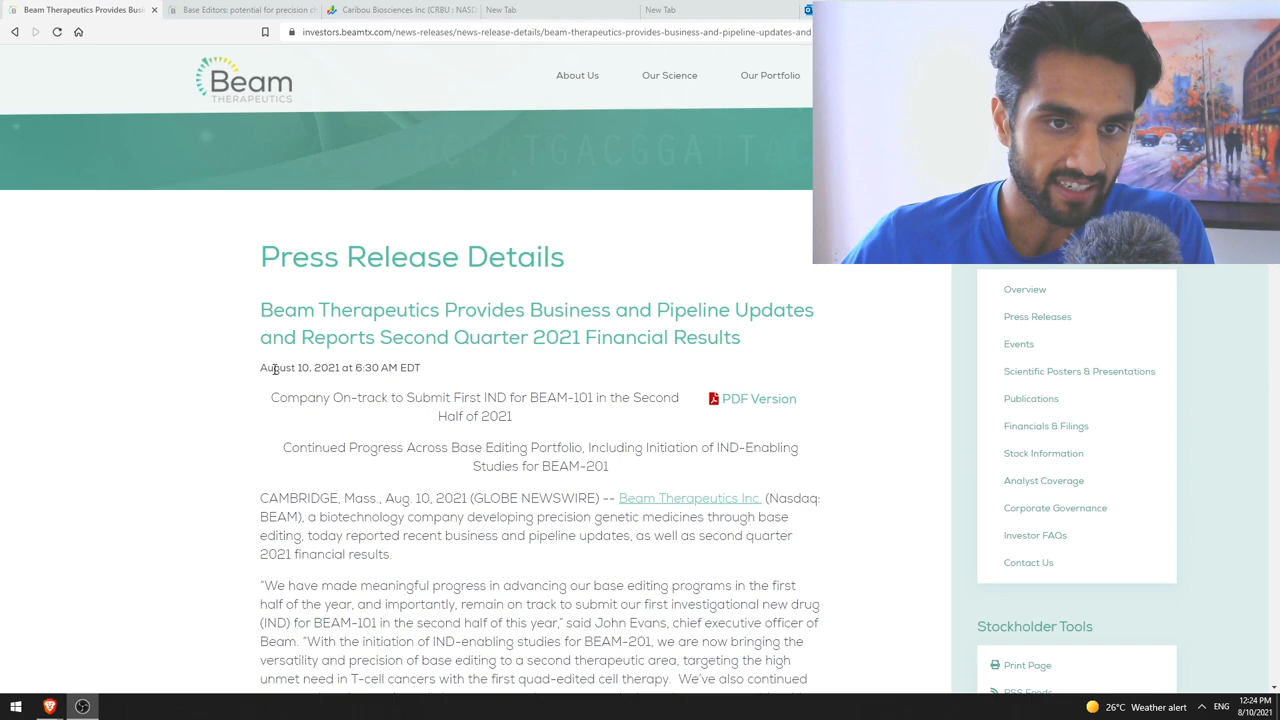 Beam Therapeutics Provides Busi
Base Editors: potential for precision ch
Caribou Biosciences Inc (CRBU : NASD
New Tab
New Tab
investors.beamtx.com/news-releases/news-release-details/beam-therapeutics-provides-business-and-pipeline-updates-and
Beam
THERAPEUTICS
About Us
Our Science
Our Portfolio
TGACGGA TAC
Press Release Details
Beam Therapeutics Provides Business and Pipeline Updates
and Reports Second Quarter 2021 Financial Results
August 10, 2021 at 6:30 AM EDT
Company On-track to Submit First IND for BEAM-101 in the Second
Half of 2021
PDF Version
Continued Progress Across Base Editing Portfolio, Including Initiation of IND-Enabling
Studies for BEAM-201
CAMBRIDGE, Mass., Aug. 10, 2021 (GLOBE NEWSWIRE) -- Beam Therapeutics Inc. (Nasdaq:
BEAM), a biotechnology company developing precision genetic medicines through base
editing, today reported recent business and pipeline updates, as well as second quarter
2021 financial results.
"We have made meaningful progress in advancing our base editing programs in the first
half of the year, and importantly, remain on track to submit our first investigational new drug
(IND) for BEAM-101 in the second half of this year," said John Evans, chief executive officer of
Beam. "With the initiation of IND-enabling studies for BEAM-201, we are now bringing the
versatility and precision of base editing to a second therapeutic area, targeting the high
unmet need in T-cell cancers with the first quad-edited cell therapy. We've also continued
Overview
Press Releases
Events
Scientific Posters & Presentations
Publications
Financials & Filings
Stock Information
Analyst Coverage
Corporate Governance
Investor FAQs
Contact Us
Stockholder Tools
Print Page
RSS Feeds
26°C Weather alert
ENG
12:24 PM
8/10/2021